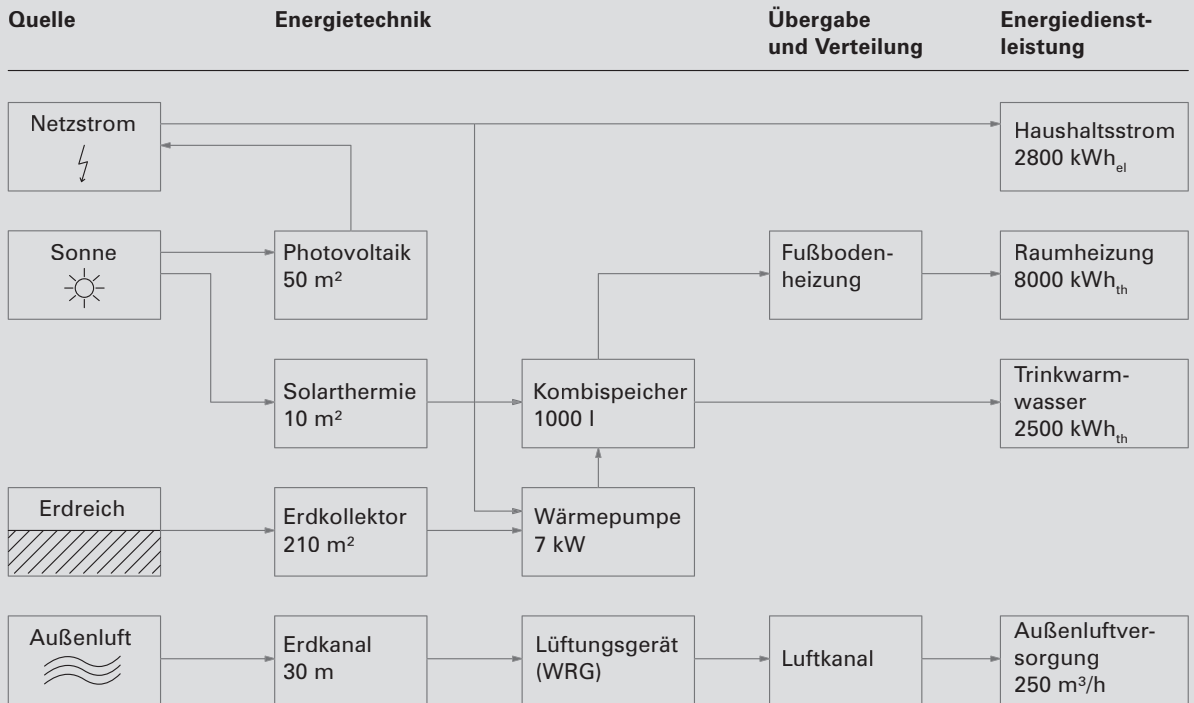 Quelle
Energietechnik
Übergabe
und Verteilung
Energiedienst-
leistung
Netzstrom
Haushaltsstrom
2800 kWhel
Sonne
Photovoltaik
50 m²
Fußboden-
heizung
Raumheizung
8000 kWhth
Solarthermie
10 m²
Kombispeicher
1000 l
Trinkwarm-
wasser
2500 kWhth
Erdreich
Erdkollektor
210 m²
Wärmepumpe
7 kW
Außenluft
Erdkanal
30 m
Lüftungsgerät
(WRG)
Luftkanal
Außenluftver-
sorgung
250 m³/h